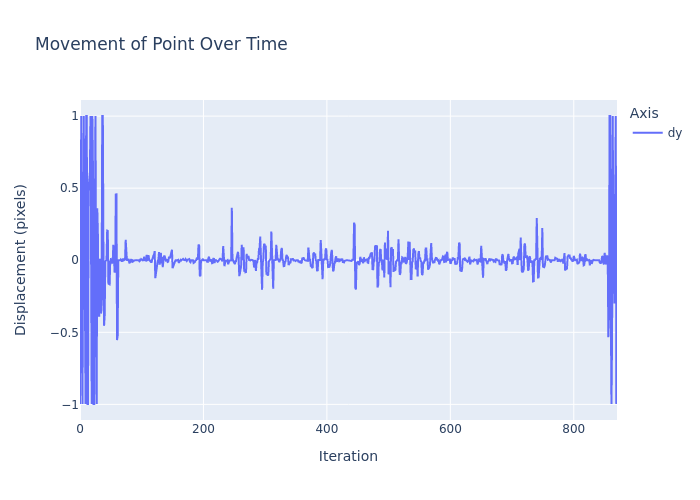 Movement of Point Over Time
Axis
dy
1
0.5
0
−0.5
−1
Displacement (pixels)
0
200
400
600
800
Iteration